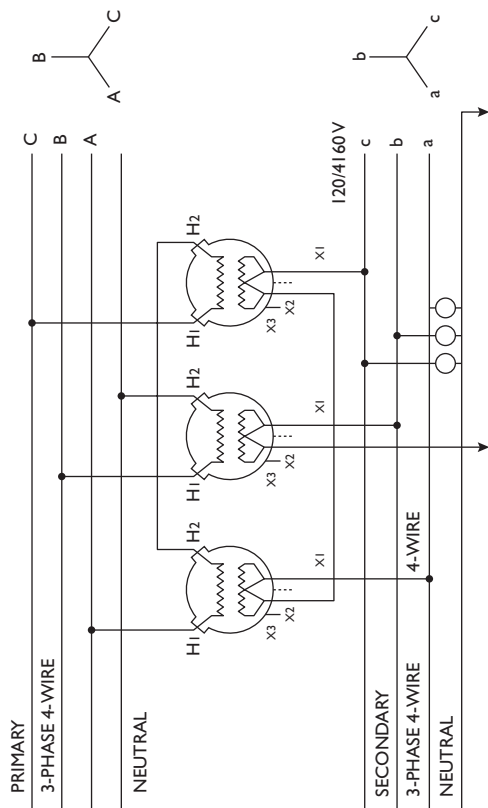 PRIMARY
3-PHASE 4-WIRE
NEUTRAL
C
B
A
B
A
C
H1
H2
H1
H2
H1
H2
X3
X2
X1
X3
X2
X1
X3
X2
X1
120/4160 V
SECONDARY
3-PHASE 4-WIRE
4-WIRE
NEUTRAL
c
b
a
b
a
c